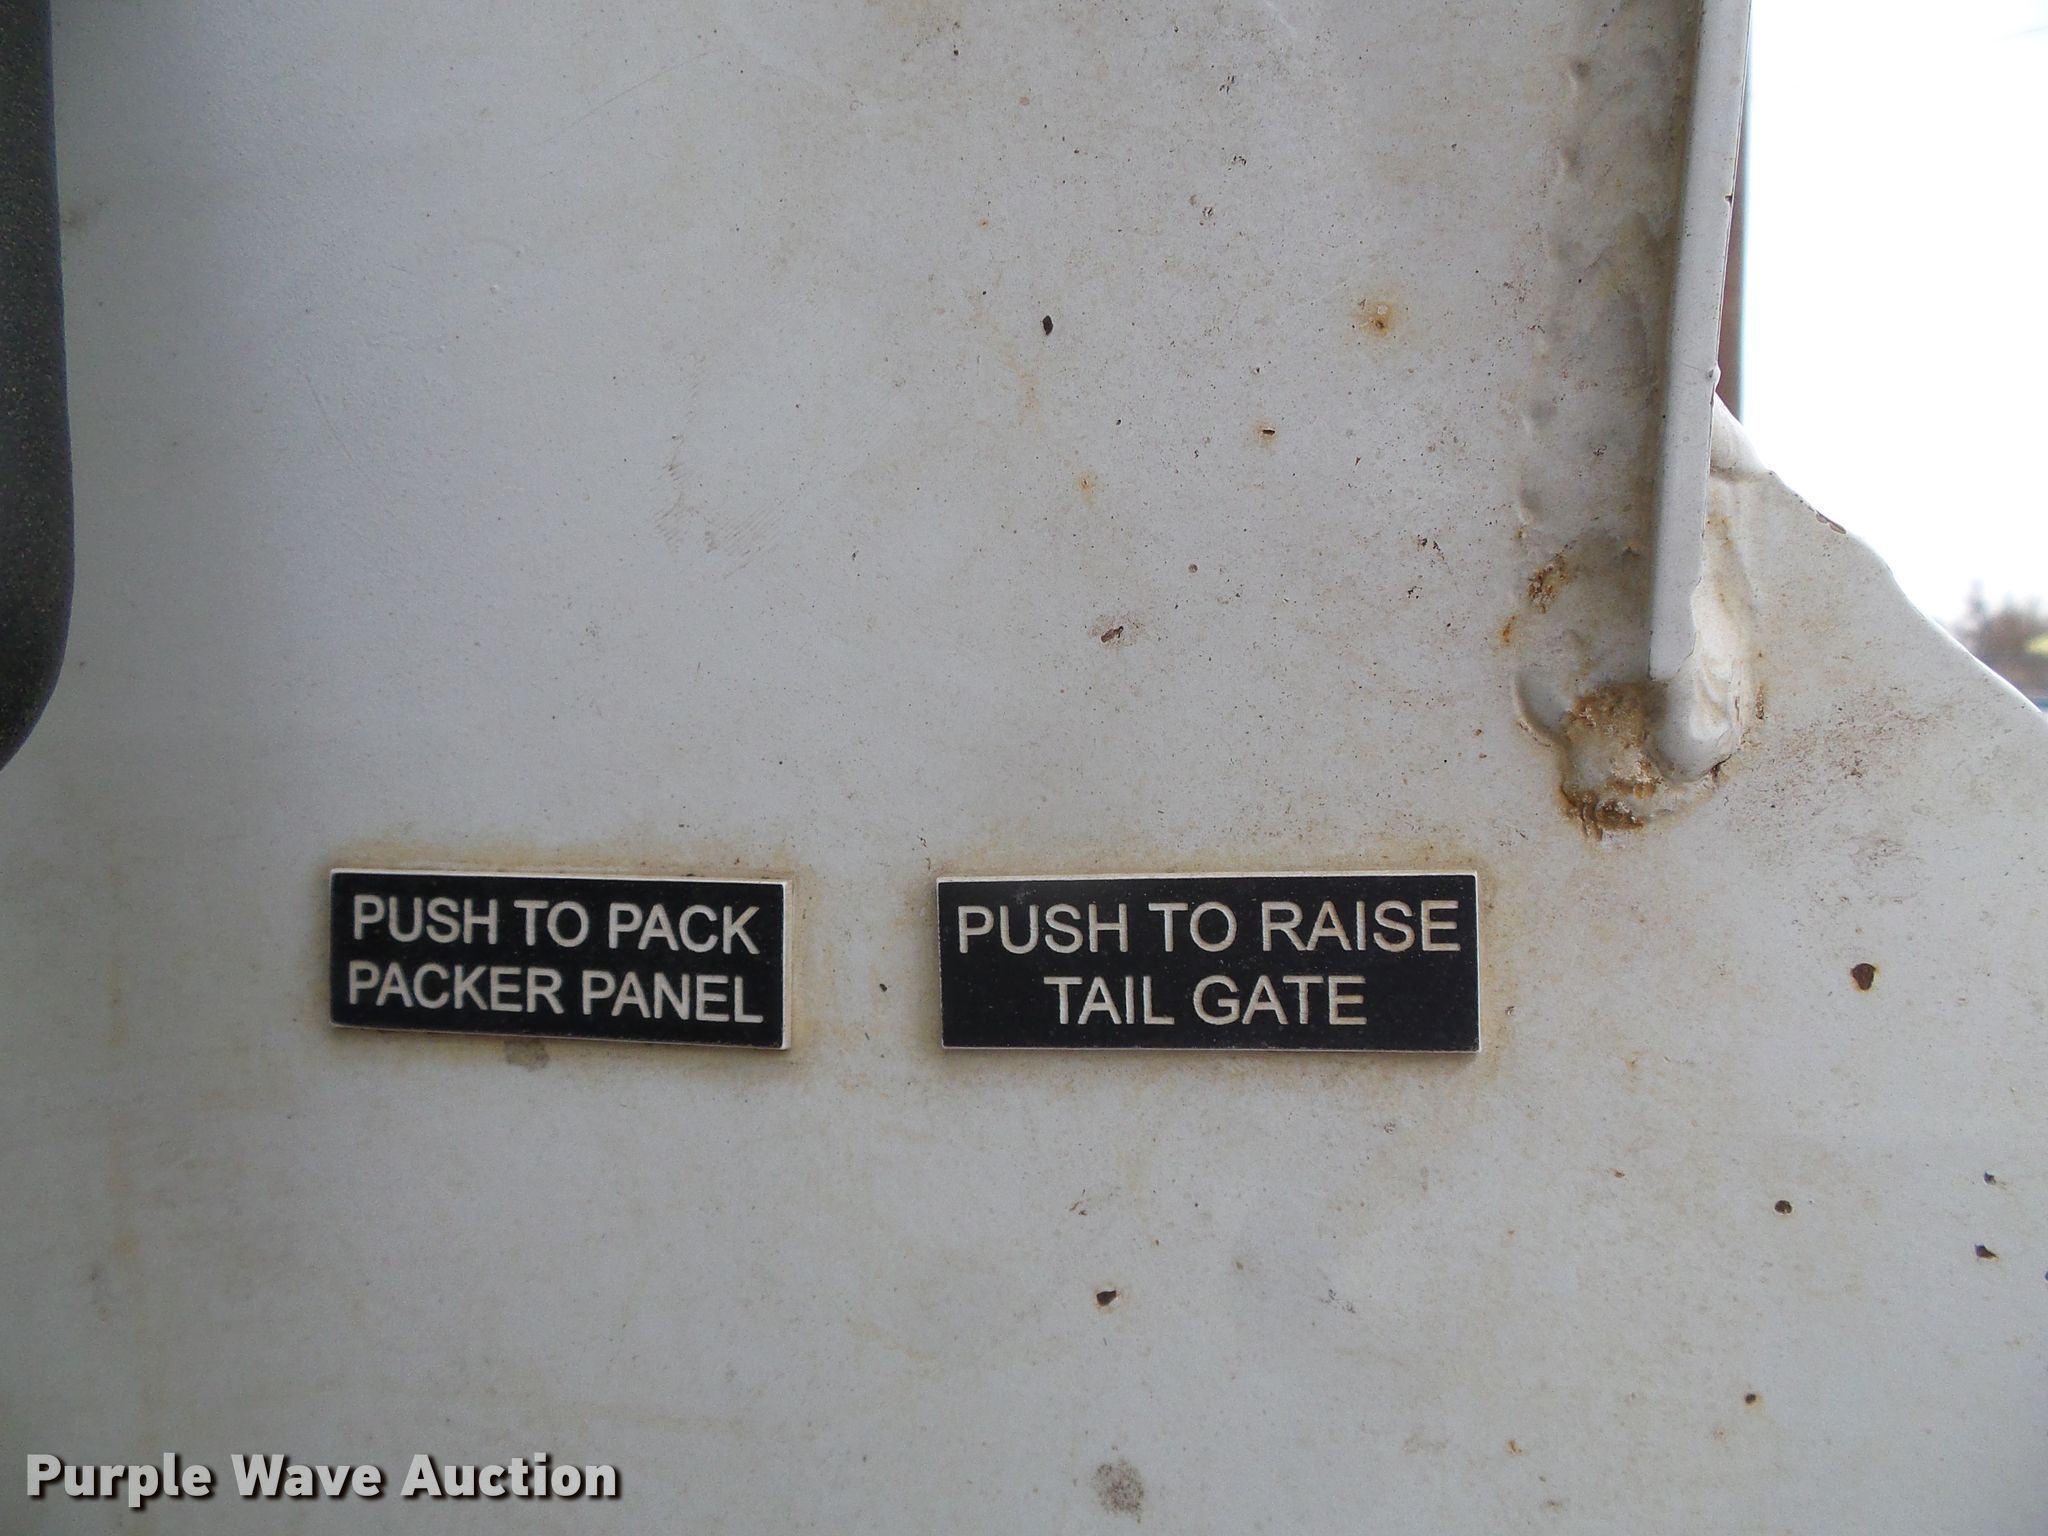 PUSH TO PACK
PACKER PANEL
PUSH TO RAISE
TAIL GATE
Purple Wave Auction